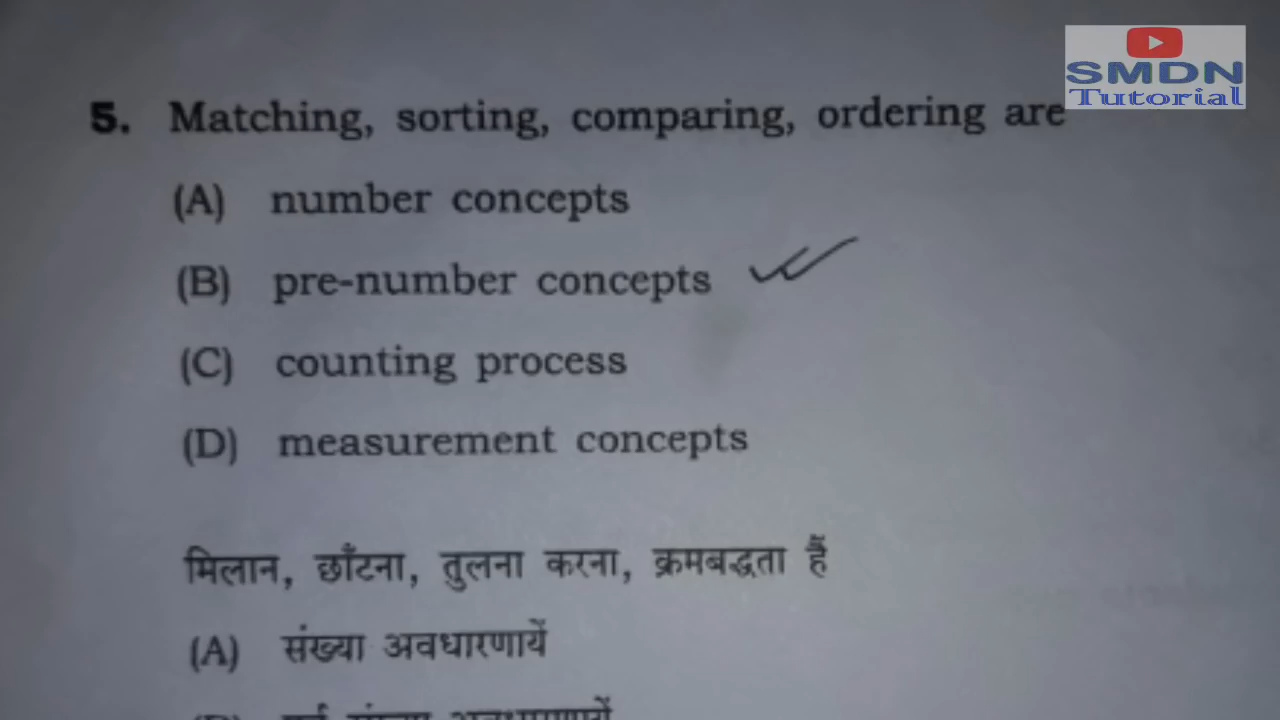 SMDN
Tutorial
5. Matching, sorting, comparing, ordering are
(A) number concepts
(B) pre-number concepts
(C) counting process
(D) measurement concepts
मिलान, छाँटना, तुलना करना, क्रमबद्धता हैं
(A) संख्या अवधारणायें